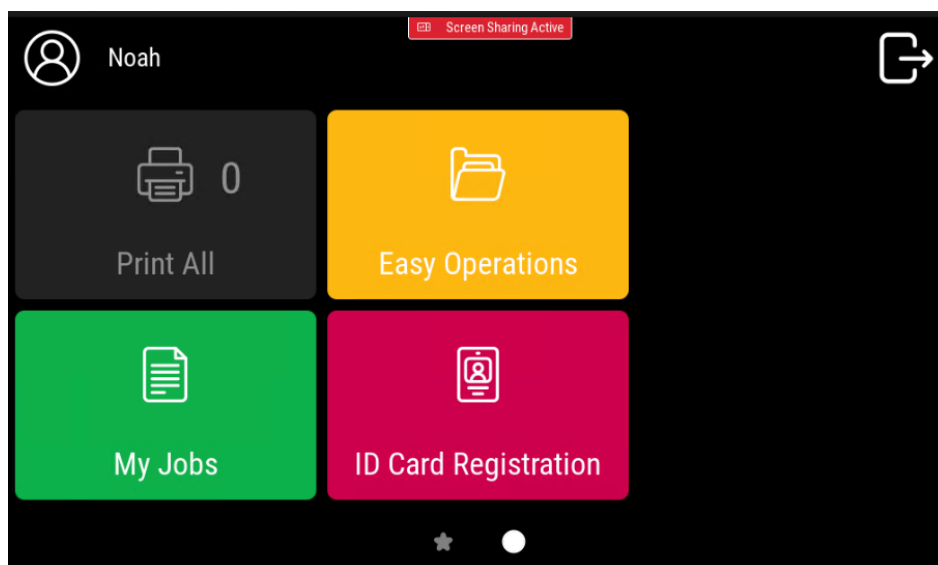 Screen Sharing Active
Noah
0
Print All
Easy Operations
My Jobs
ID Card Registration